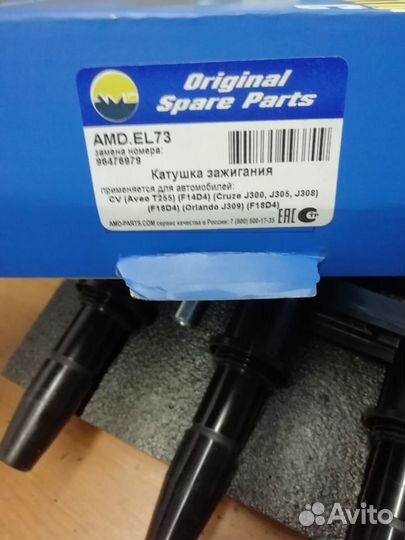 AMD
Original
Spare Parts
AMD.EL73
замена номера:
96476979
Катушка зажигания
применяется для автомобилей:
CV (Aveo T255) (F14D4) (Cruze J300, J305, J308)
(F18D4) (Orlando J309) (F18D4)
AMD-PARTS.COM сервис качества в России: 7 (800) 500-17-35
EAC
Avito